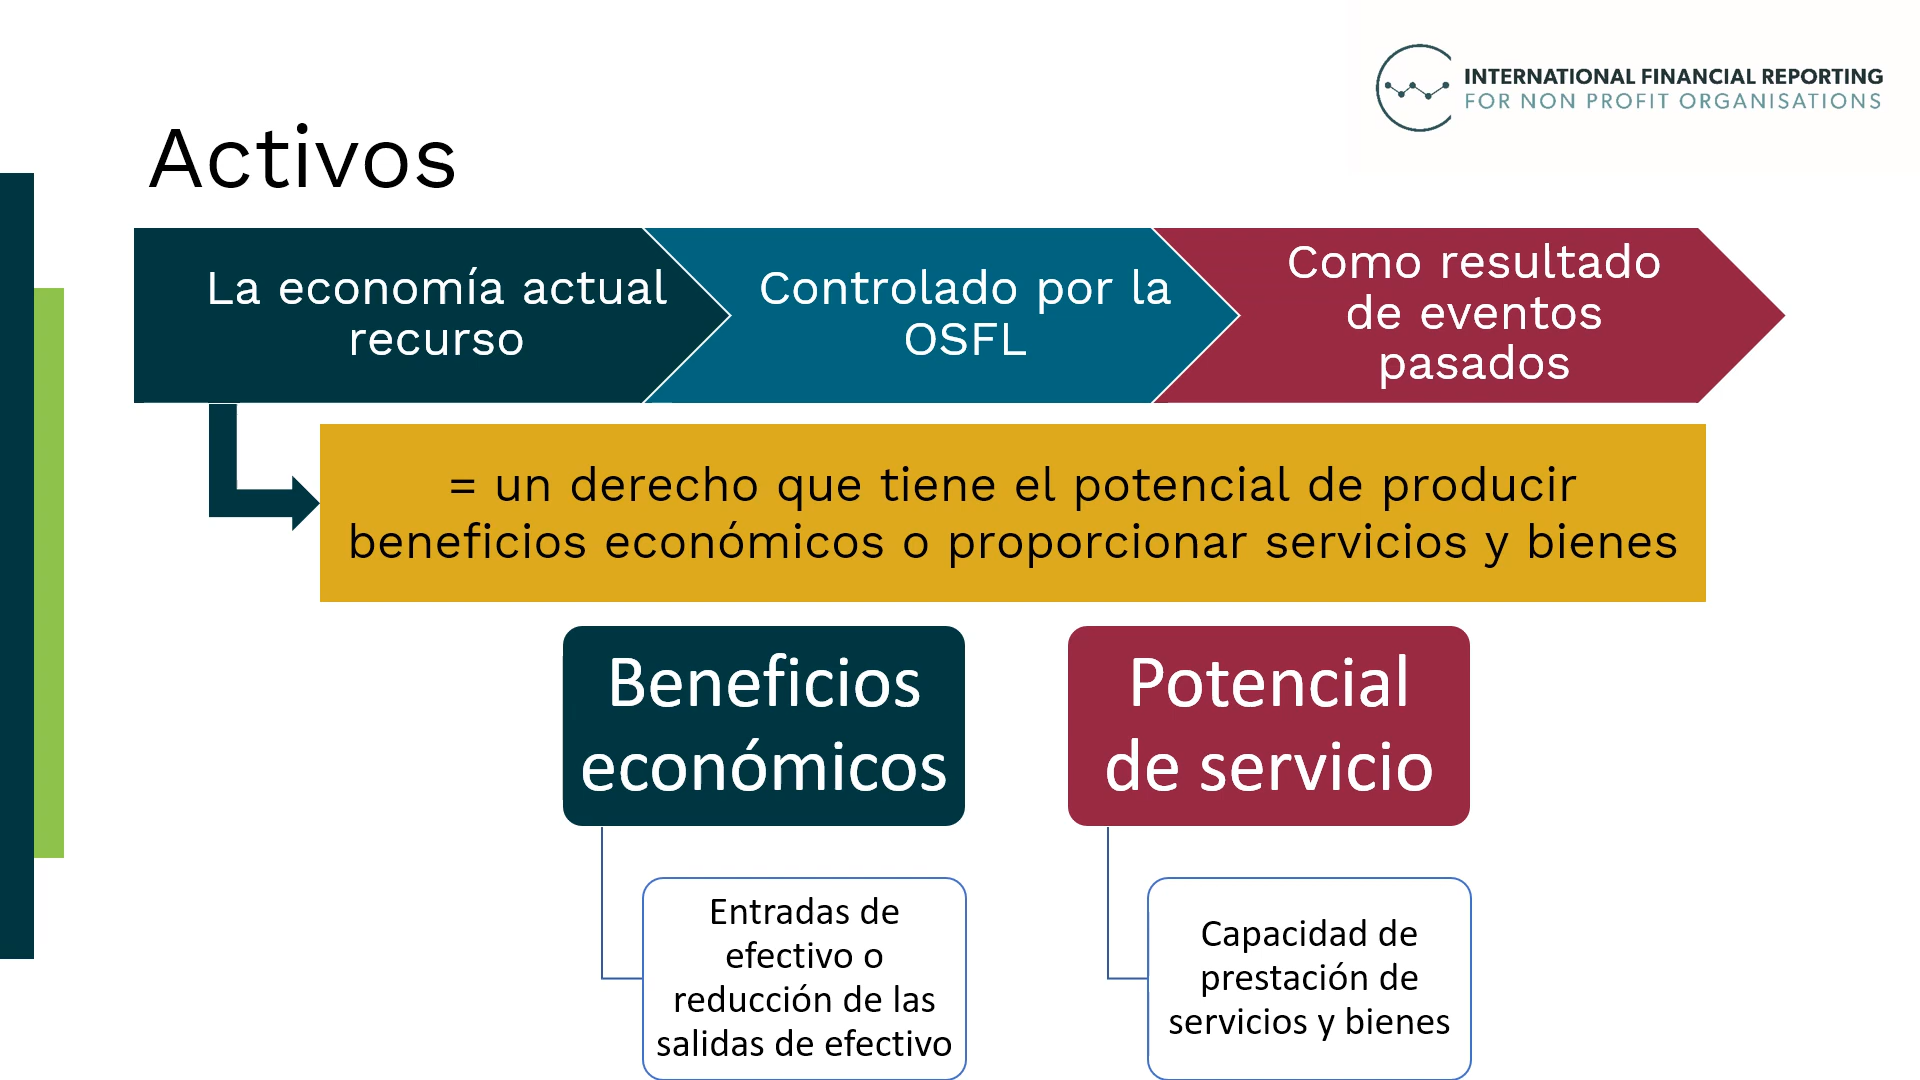 INTERNATIONAL FINANCIAL REPORTING
FOR NON PROFIT ORGANISATIONS
Activos
La economía actual
recurso
Controlado por la
OSFL
Como resultado
de eventos
pasados
= un derecho que tiene el potencial de producir
beneficios económicos o proporcionar servicios y bienes
Beneficios
económicos
Entradas de
efectivo o
reducción de las
salidas de efectivo
Potencial
de servicio
Capacidad de
prestación de
servicios y bienes